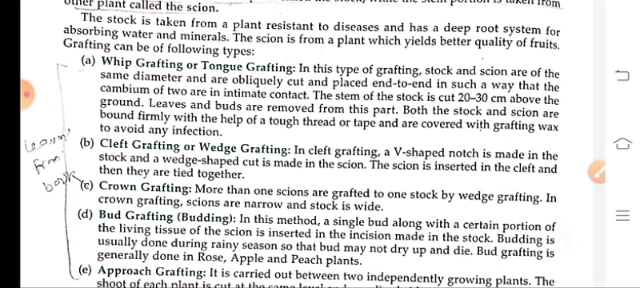 other plant called the scion.
The stock is taken from a plant resistant to diseases and has a deep root system for
absorbing water and minerals. The scion is from a plant which yields better quality of fruits.
Grafting can be of following types:
(a) Whip Grafting or Tongue Grafting: In this type of grafting, stock and scion are of the
same diameter and are obliquely cut and placed end-to-end in such a way that the
cambium of two are in intimate contact. The stem of the stock is cut 20–30 cm above the
ground. Leaves and buds are removed from this part. Both the stock and scion are
bound firmly with the help of a tough thread or tape and are covered with grafting wax
to avoid any infection.
(b) Cleft Grafting or Wedge Grafting: In cleft grafting, a V-shaped notch is made in the
stock and a wedge-shaped cut is made in the scion. The scion is inserted in the cleft and
then they are tied together.
(c) Crown Grafting: More than one scions are grafted to one stock by wedge grafting. In
crown grafting, scions are narrow and stock is wide.
(d) Bud Grafting (Budding): In this method, a single bud along with a certain portion of
the living tissue of the scion is inserted in the incision made in the stock. Budding is
usually done during rainy season so that bud may not dry up and die. Bud grafting is
generally done in Rose, Apple and Peach plants.
(e) Approach Grafting: It is carried out between two independently growing plants. The
shoot of each plant is cut at the same level
book